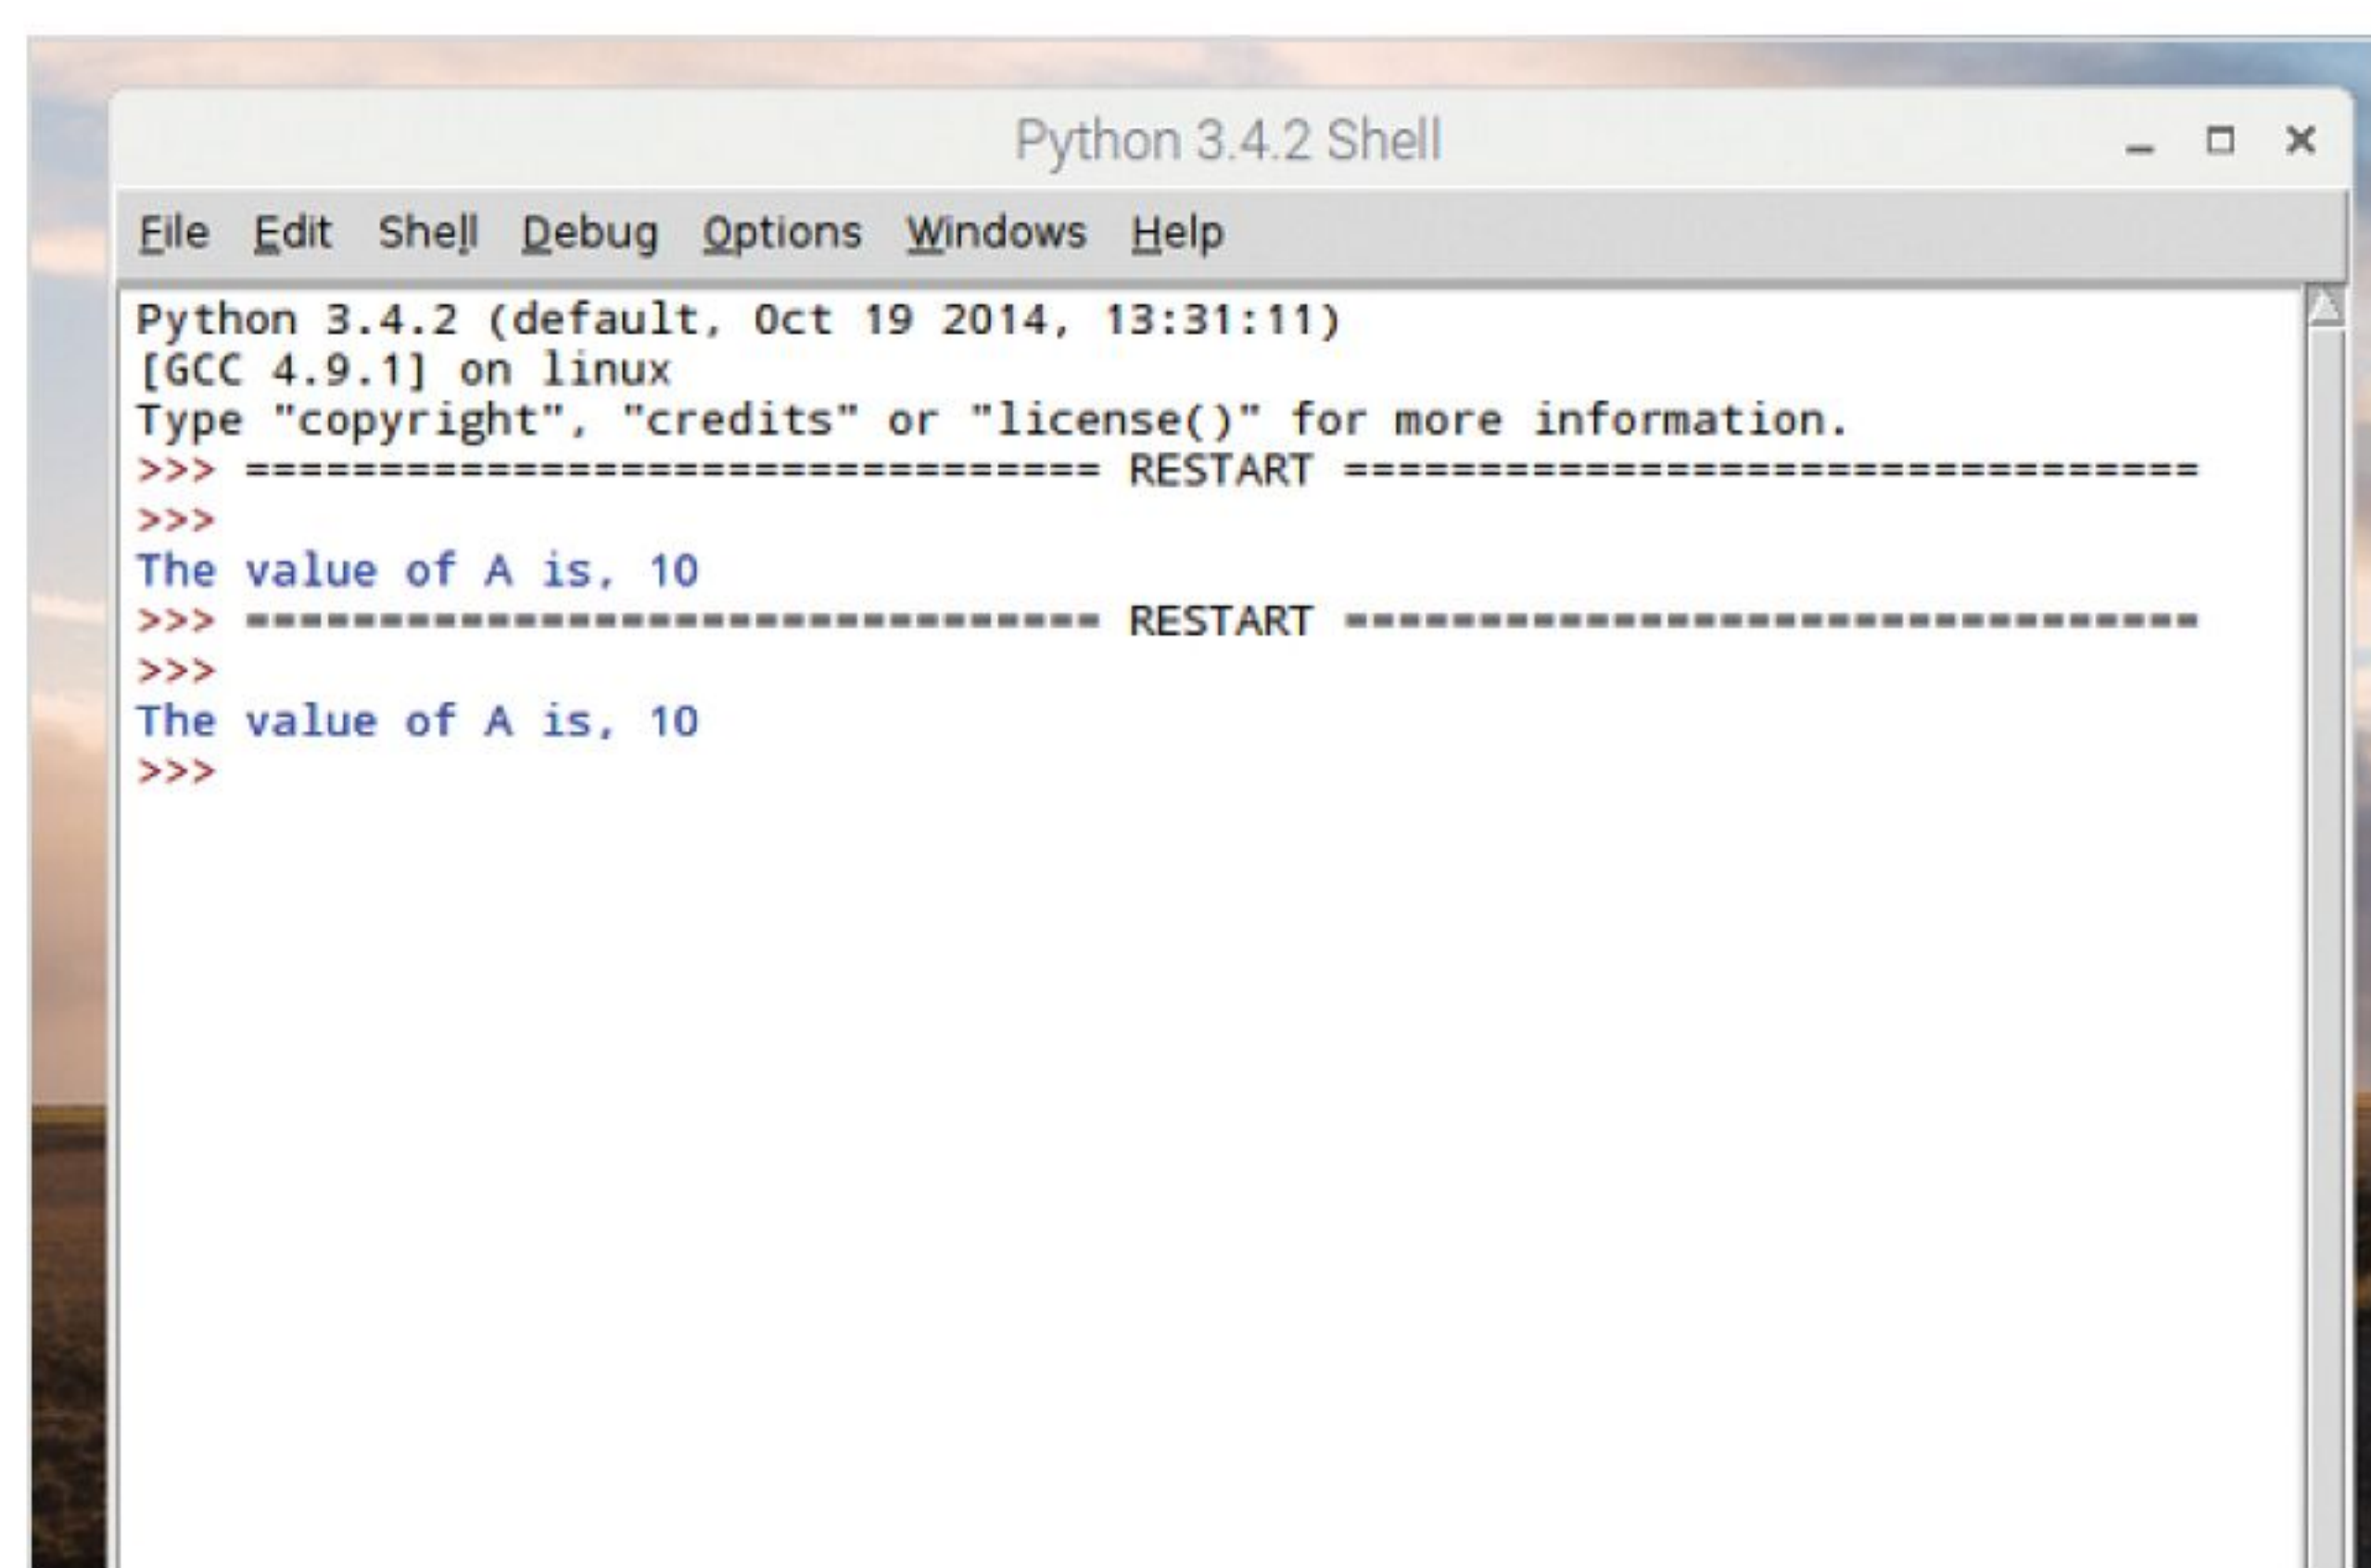 Python 3.4.2 Shell
File Edit Shell Debug Options Windows Help
Python 3.4.2 (default, Oct 19 2014, 13:31:11)
[GCC 4.9.1] on linux
Type "copyright", "credits" or "license()" for more information.
>>> ================================ RESTART ================================
>>>
The value of A is, 10
>>> ================================ RESTART ================================
>>>
The value of A is, 10
>>>